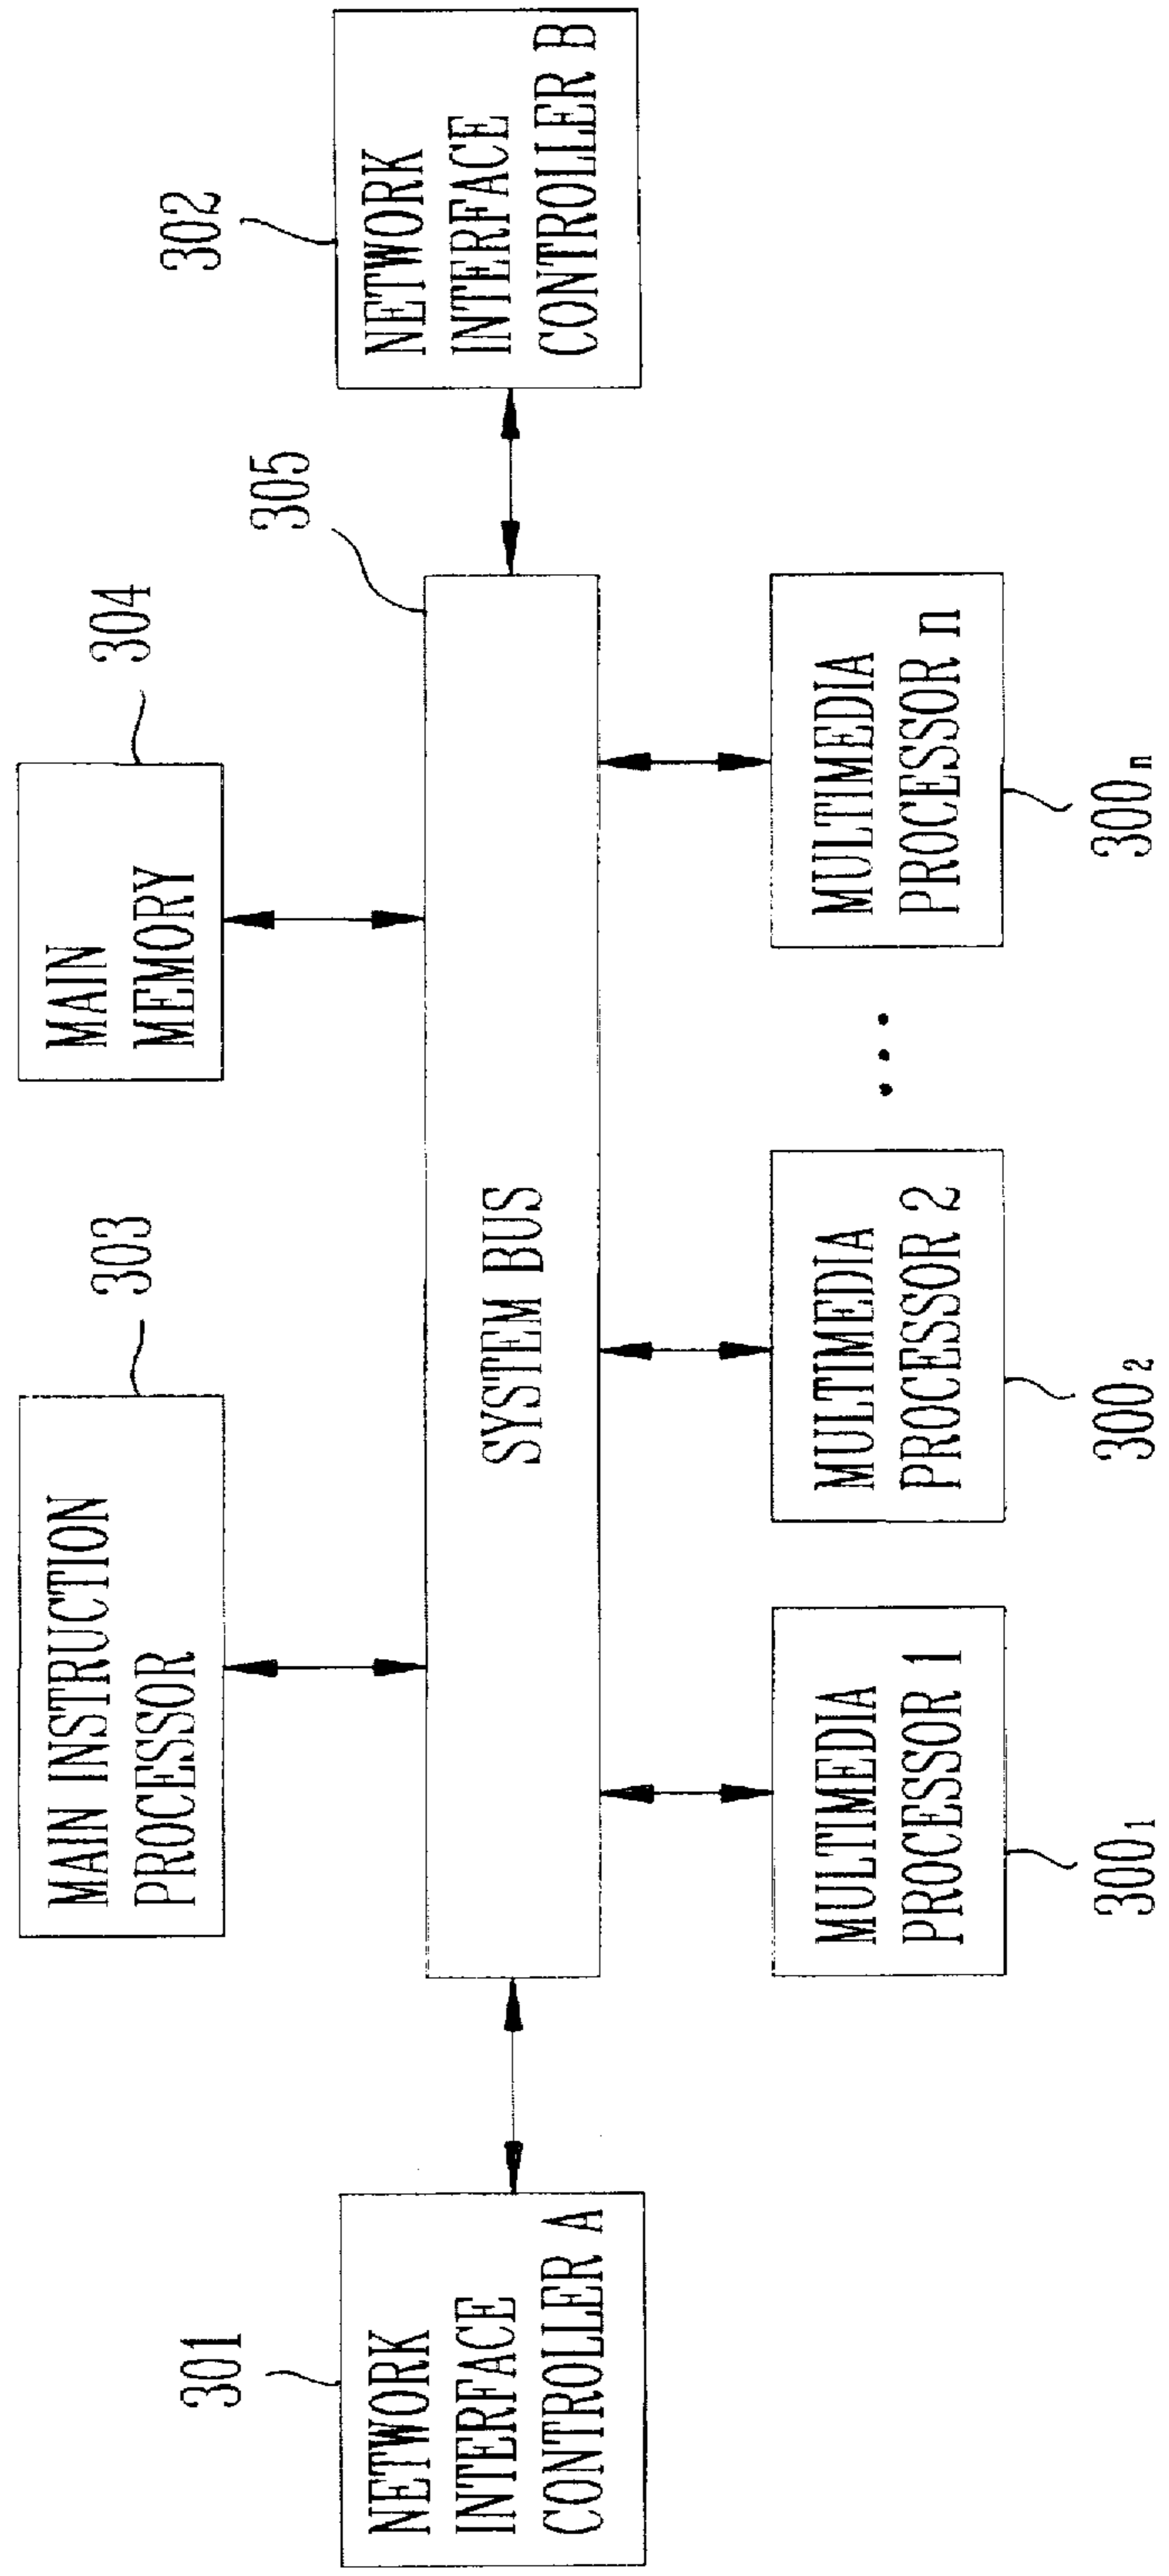 303
304
MAIN INSTRUCTION
PROCESSOR
MAIN
MEMORY
301
305
302
NETWORK
INTERFACE
CONTROLLER A
SYSTEM BUS
NETWORK
INTERFACE
CONTROLLER B
MULTIMEDIA
PROCESSOR 1
MULTIMEDIA
PROCESSOR 2
MULTIMEDIA
PROCESSOR n
300₁
300₂
300ₙ